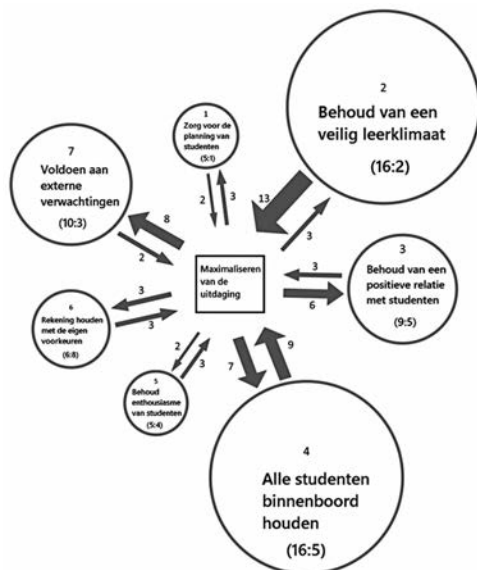 1
Zorg voor de
planning van
studenten
(5:1)
2
Behoud van een
veilig leerklimaat
(16:2)
7
Voldoen aan
externe
verwachtingen
(10:3)
8
2
2
3
13
3
Maximaliseren
van de
uitdaging
3
Behoud van een
positieve relatie
met studenten
(9:5)
3
6
6
Rekening houden
met de eigen
voorkeuren
(6:8)
3
3
5
Behoud
enthousiasme
van studenten
(5:4)
2
3
7
9
4
Alle studenten
binnenboord
houden
(16:5)